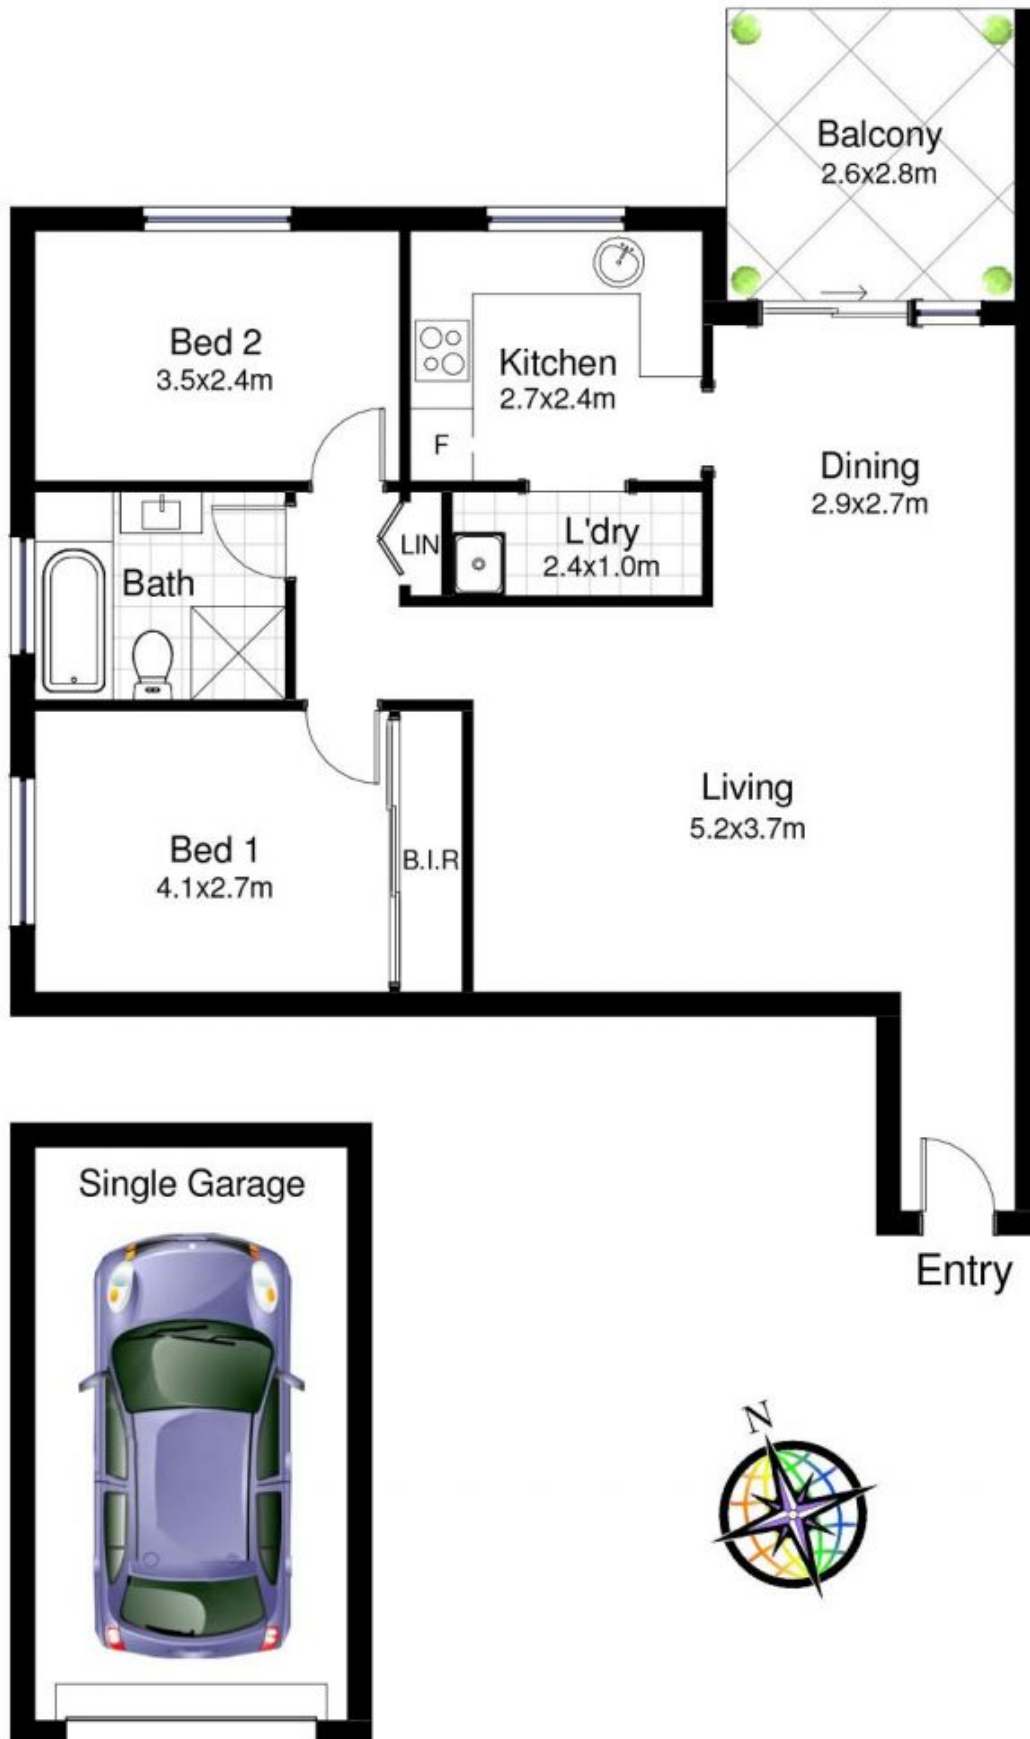 Balcony
2.6x2.8m
Bed 2
3.5x2.4m
Kitchen
2.7x2.4m
F
Dining
2.9x2.7m
Bath
LIN
L'dry
2.4x1.0m
Living
5.2x3.7m
Bed 1
4.1x2.7m
B.I.R
Single Garage
Entry
N